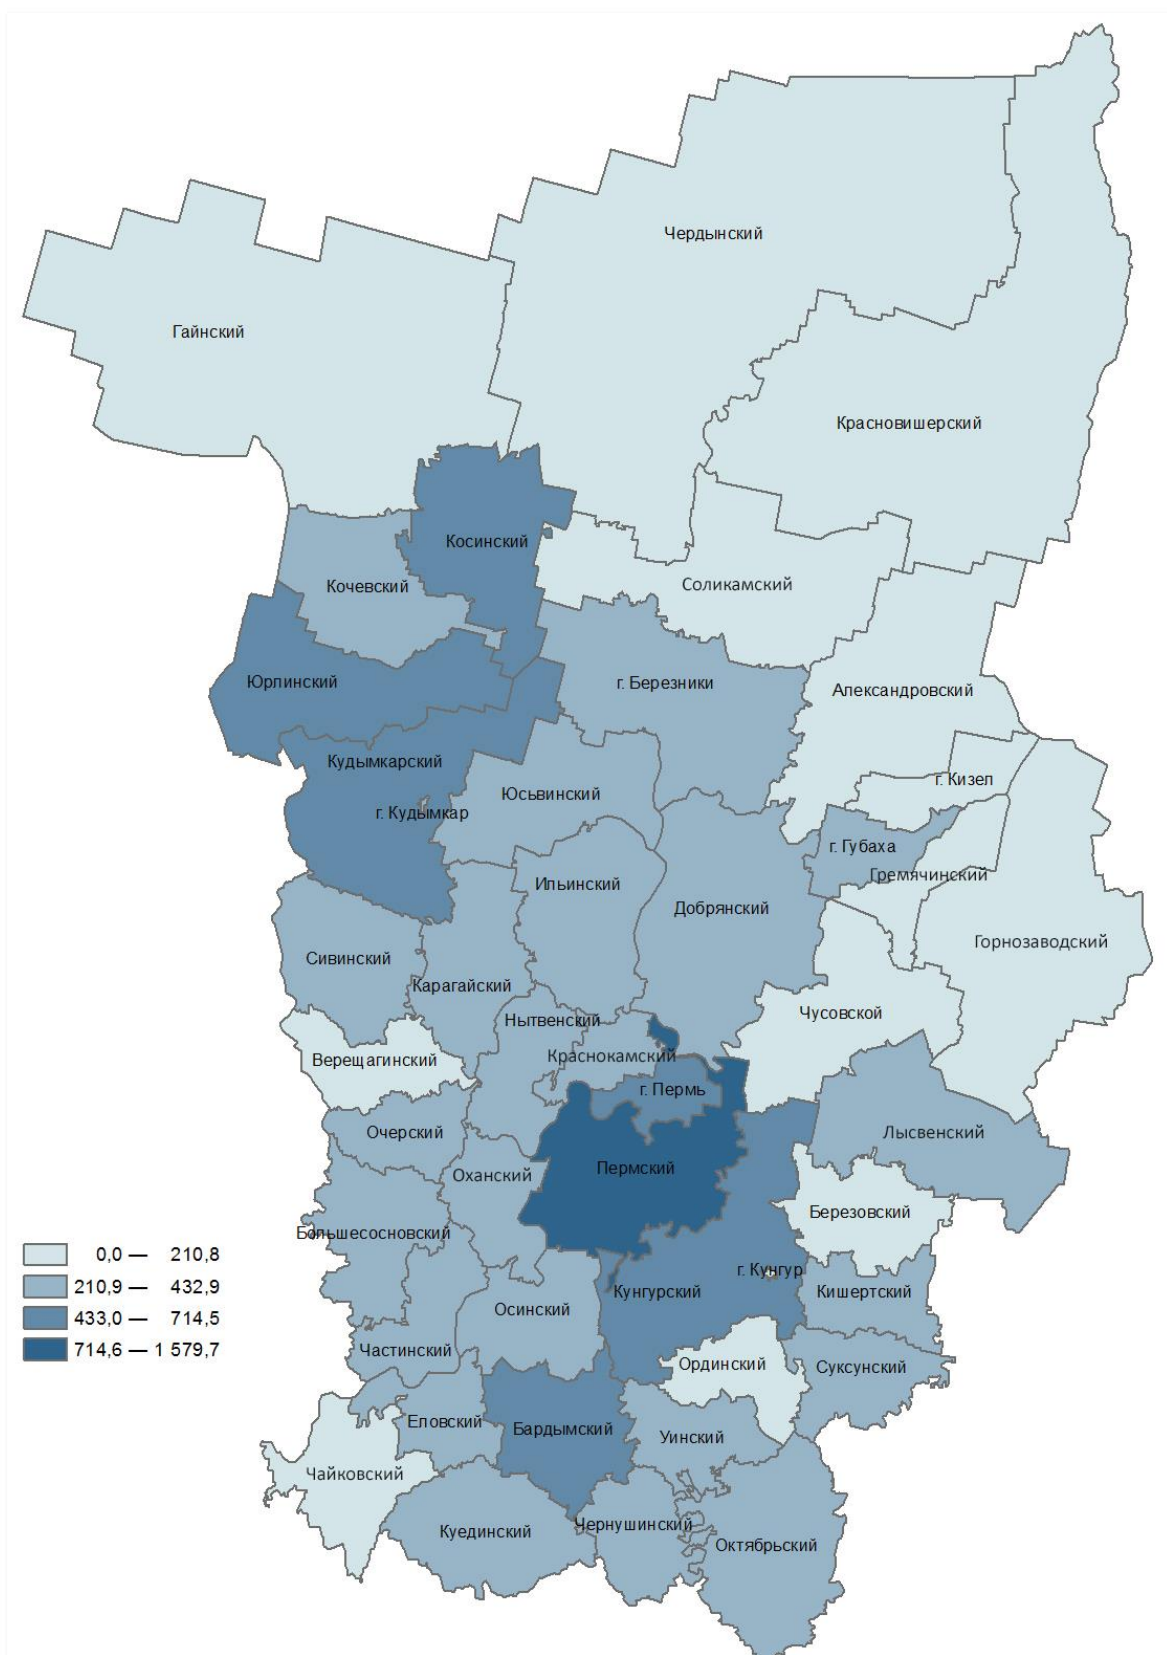 Чердынский
Гайнский
Красновишерский
Косинский
Соликамский
Кочевский
Юрлинский
г. Березники
Александровский
Кудымкарский
г. Кизел
Юсьвинский
г. Кудымкар
г. Губаха
Гремячинский
Ильинский
Добрянский
Горнозаводский
Сивинский
Карагайский
Чусовской
Нытвенский
Верещагинский
Краснокамский
г. Пермь
Очерский
Лысвенский
Пермский
Оханский
Березовский
Большесосновский
0,0 — 210,8
210,9 — 432,9
433,0 — 714,5
714,6 — 1 579,7
г. Кунгур
Кунгурский
Кишертский
Осинский
Частинский
Ординский
Суксунский
Еловский
Бардымский
Уинский
Чайковский
Куединский
Чернушинский
Октябрьский